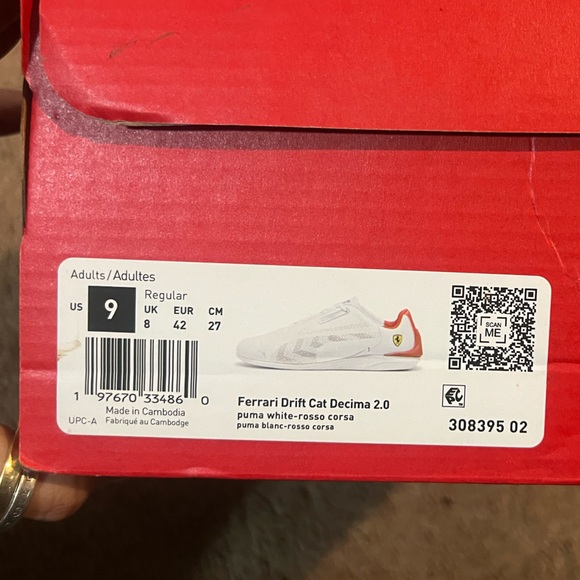 Adults/Adultes
Regular
US 9 UK EUR CM
8 42 27
1 97670 33486 0
Made in Cambodia
UPC-A Fabriqué au Cambodge
Ferrari Drift Cat Decima 2.0
puma white-rosso corsa
puma blanc-rosso corsa
SCAN
ME
308395 02